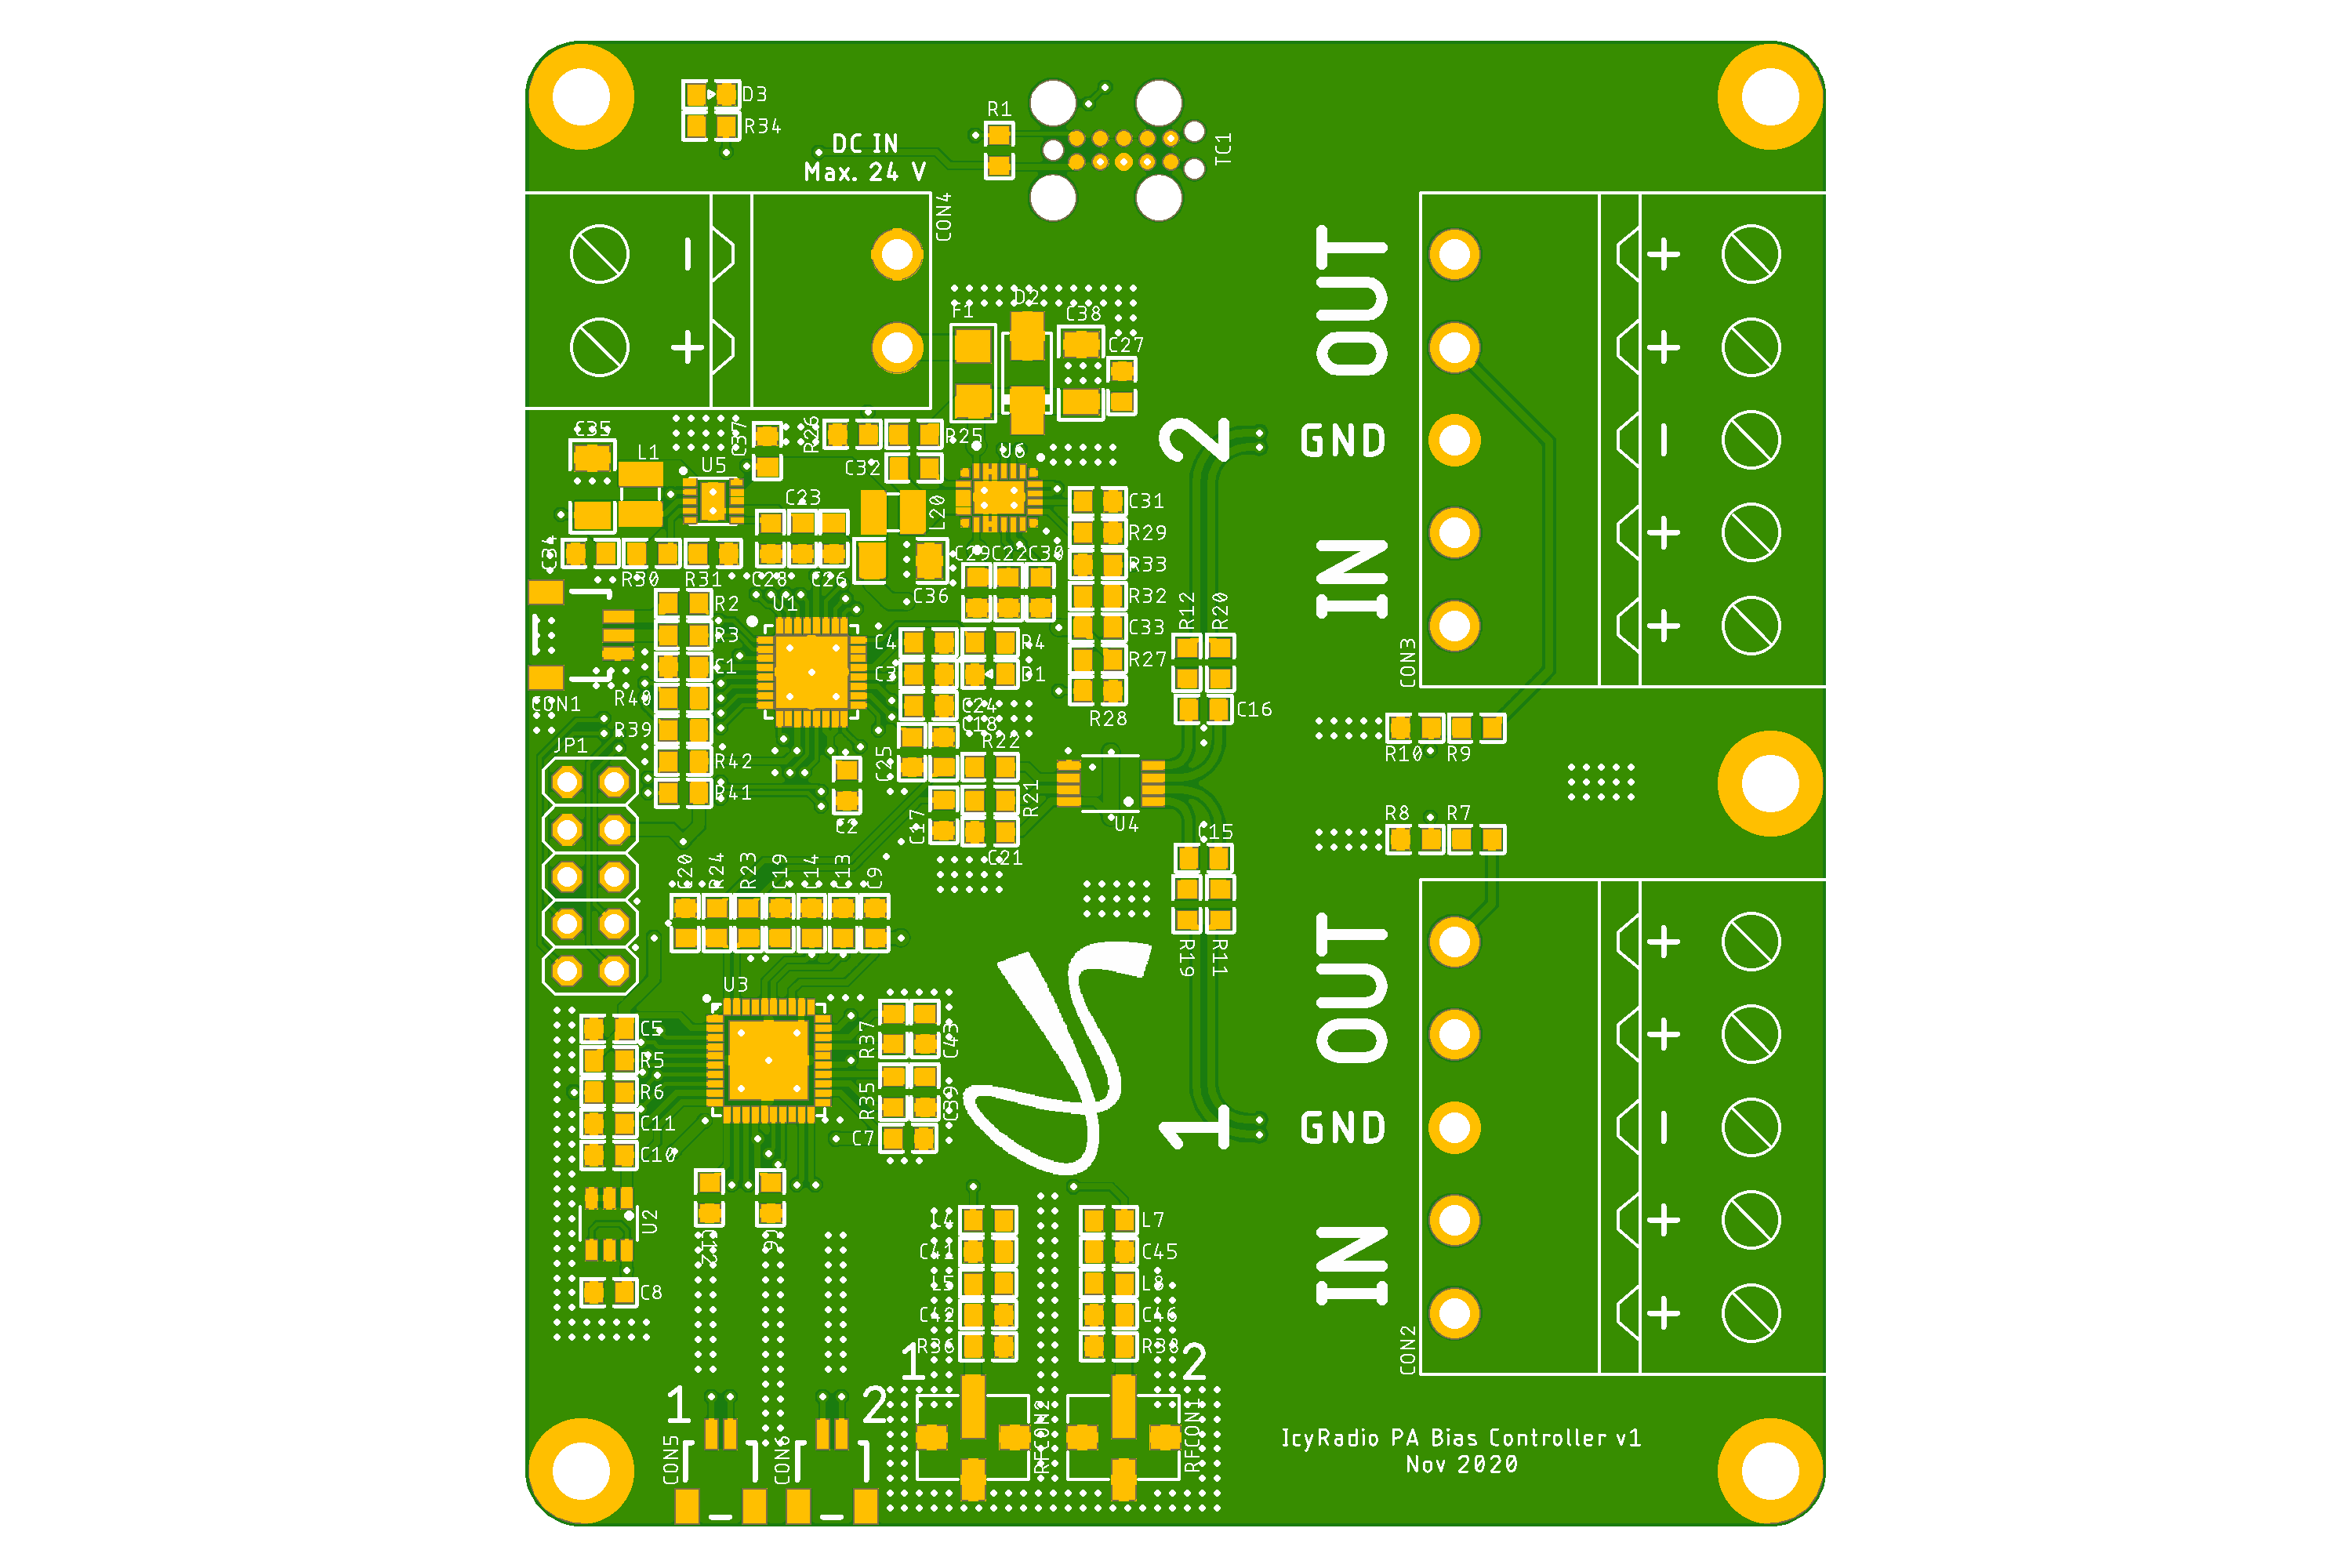 D3
R34
DC IN
Max. 24 V
R1
TC1
CON4
-
+
F1
D2
C38
C27
OUT
+
+
2
GND
-
IN
+
+
CON3
C35
L1
U5
C37
R26
R25
C32
U6
C23
L20
C31
R29
C34
R30
R31
C28
C26
C36
C29
C22
C30
R33
R32
U1
R2
R3
C1
C4
R4
C33
R27
C3
D1
R12
R20
R40
C24
R28
C16
CON1
R39
C18
JP1
R42
C25
R22
R10
R9
R41
C2
C17
R21
U4
R8
R7
C15
C21
C20
R24
R23
C19
C14
C13
C9
R19
R11
U3
OUT
+
+
C5
R37
C43
R5
R6
R35
C39
C11
C7
1
GND
-
C10
U2
C12
C6
L4
L7
IN
+
+
C41
C45
C8
L5
L8
C42
C46
R36
R38
CON2
1
2
1
2
CON5
CON6
RFCON2
RFCON1
IcyRadio PA Bias Controller v1
Nov 2020